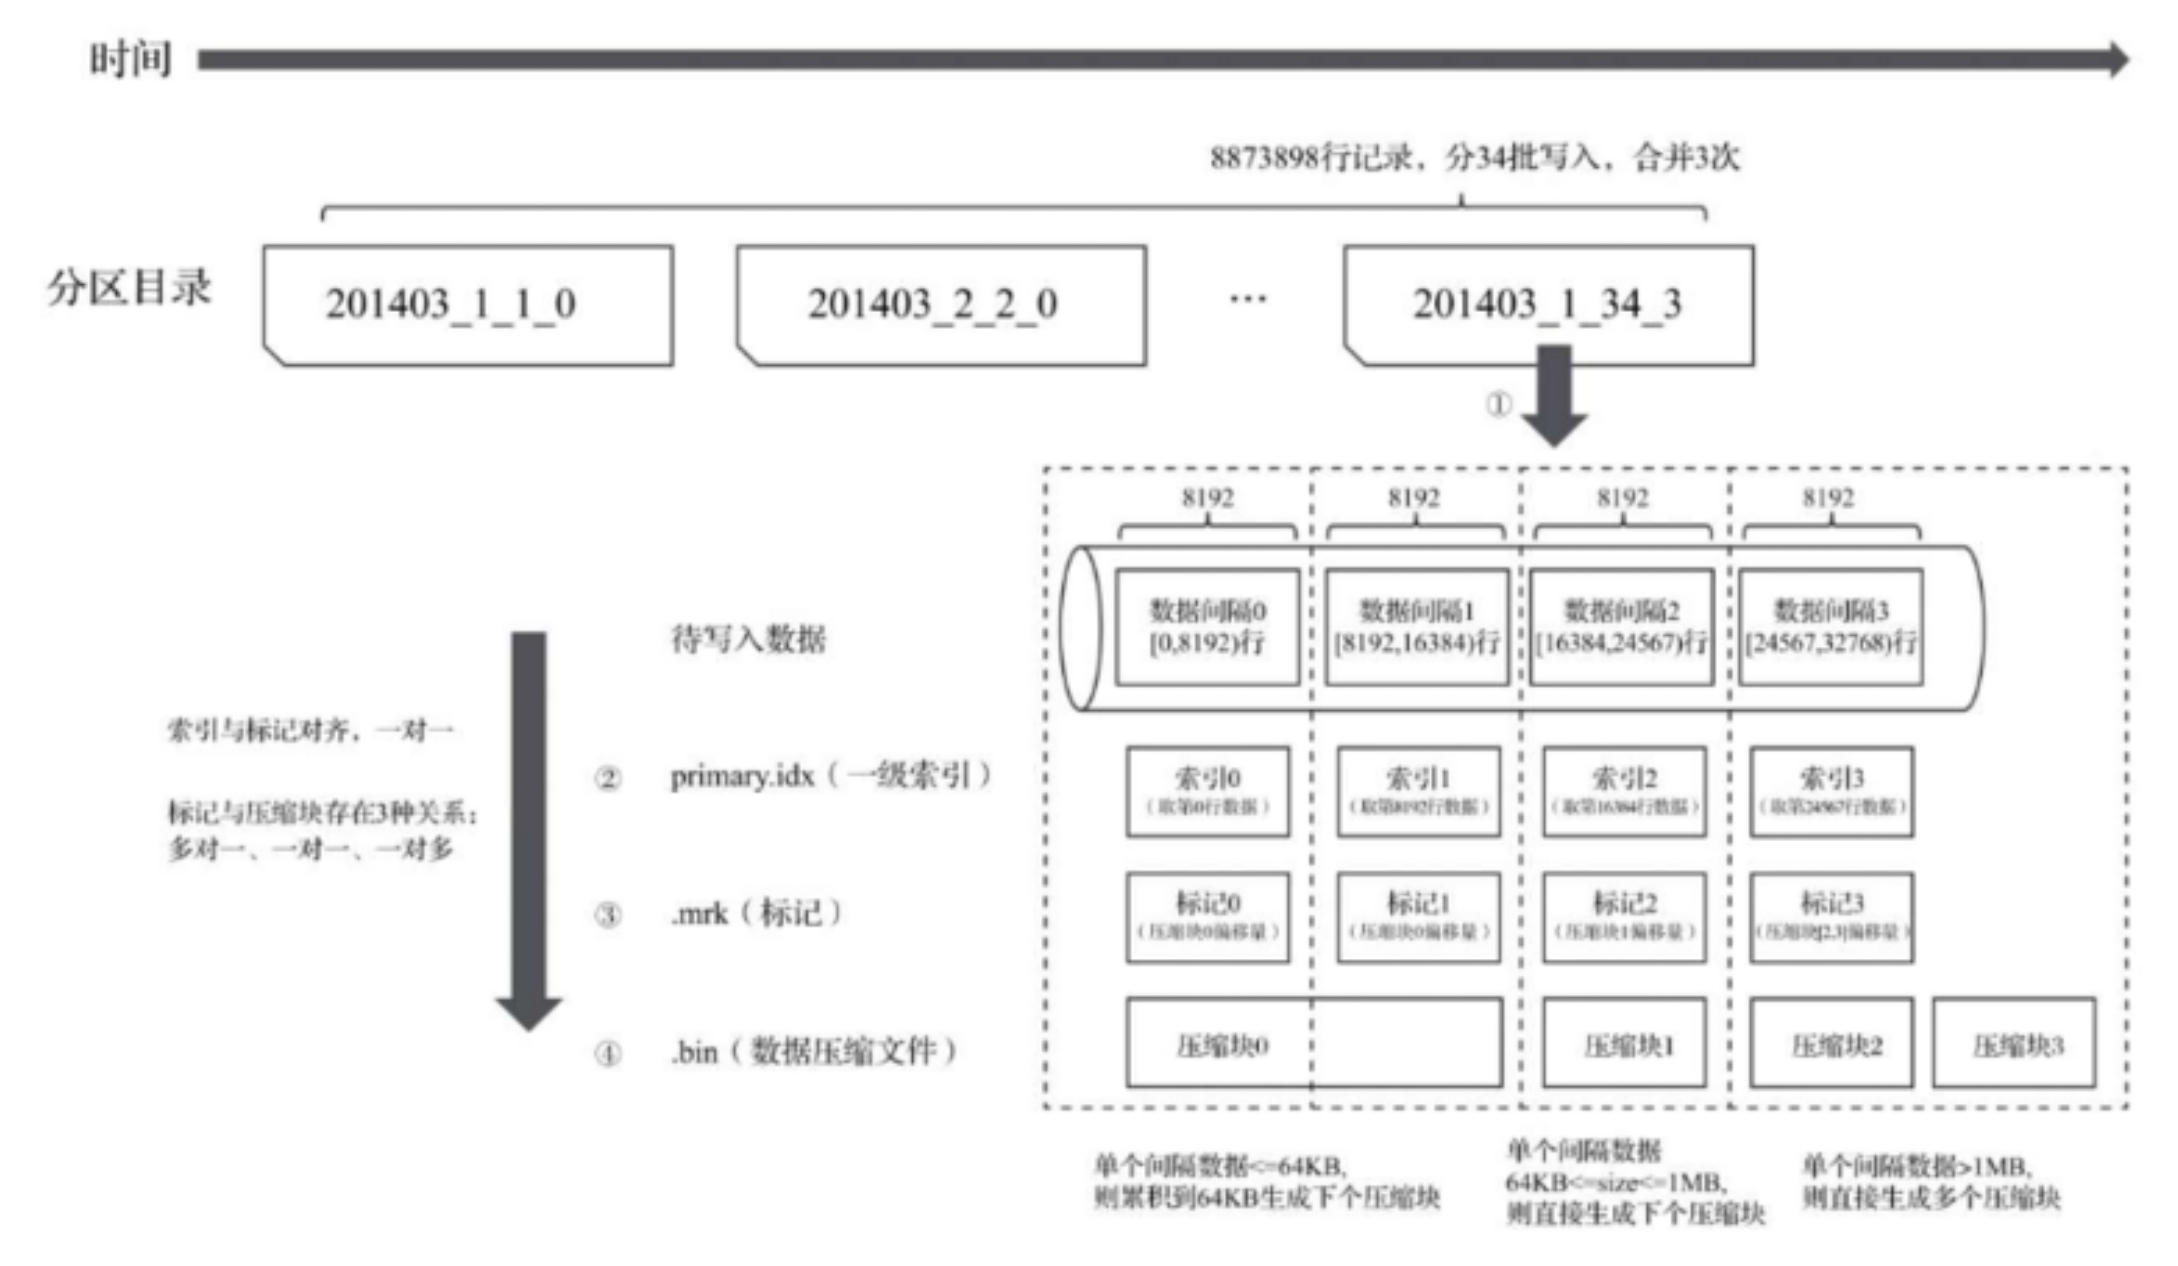 时间
8873898行记录，分34批写入，合并3次
分区目录
201403_1_1_0
201403_2_2_0
...
201403_1_34_3
①
8192
8192
8192
8192
待写入数据
数据间隔0
[0,8192)行
数据间隔1
[8192,16384)行
数据间隔2
[16384,24567)行
数据间隔3
[24567,32768)行
索引与标记对齐，一对一
标记与压缩块存在3种关系：
多对一、一对一、一对多
②
primary.idx（一级索引）
索引0
（取第0行数据）
索引1
（取第8192行数据）
索引2
（取第16384行数据）
索引3
（取第24567行数据）
③
.mrk（标记）
标记0
（压缩块0偏移量）
标记1
（压缩块0偏移量）
标记2
（压缩块1偏移量）
标记3
（压缩块[2,3]偏移量）
④
.bin（数据压缩文件）
压缩块0
压缩块1
压缩块2
压缩块3
单个间隔数据<=64KB,
则累积到64KB生成下个压缩块
单个间隔数据
64KB<=size<=1MB,
则直接生成下个压缩块
单个间隔数据>1MB,
则直接生成多个压缩块